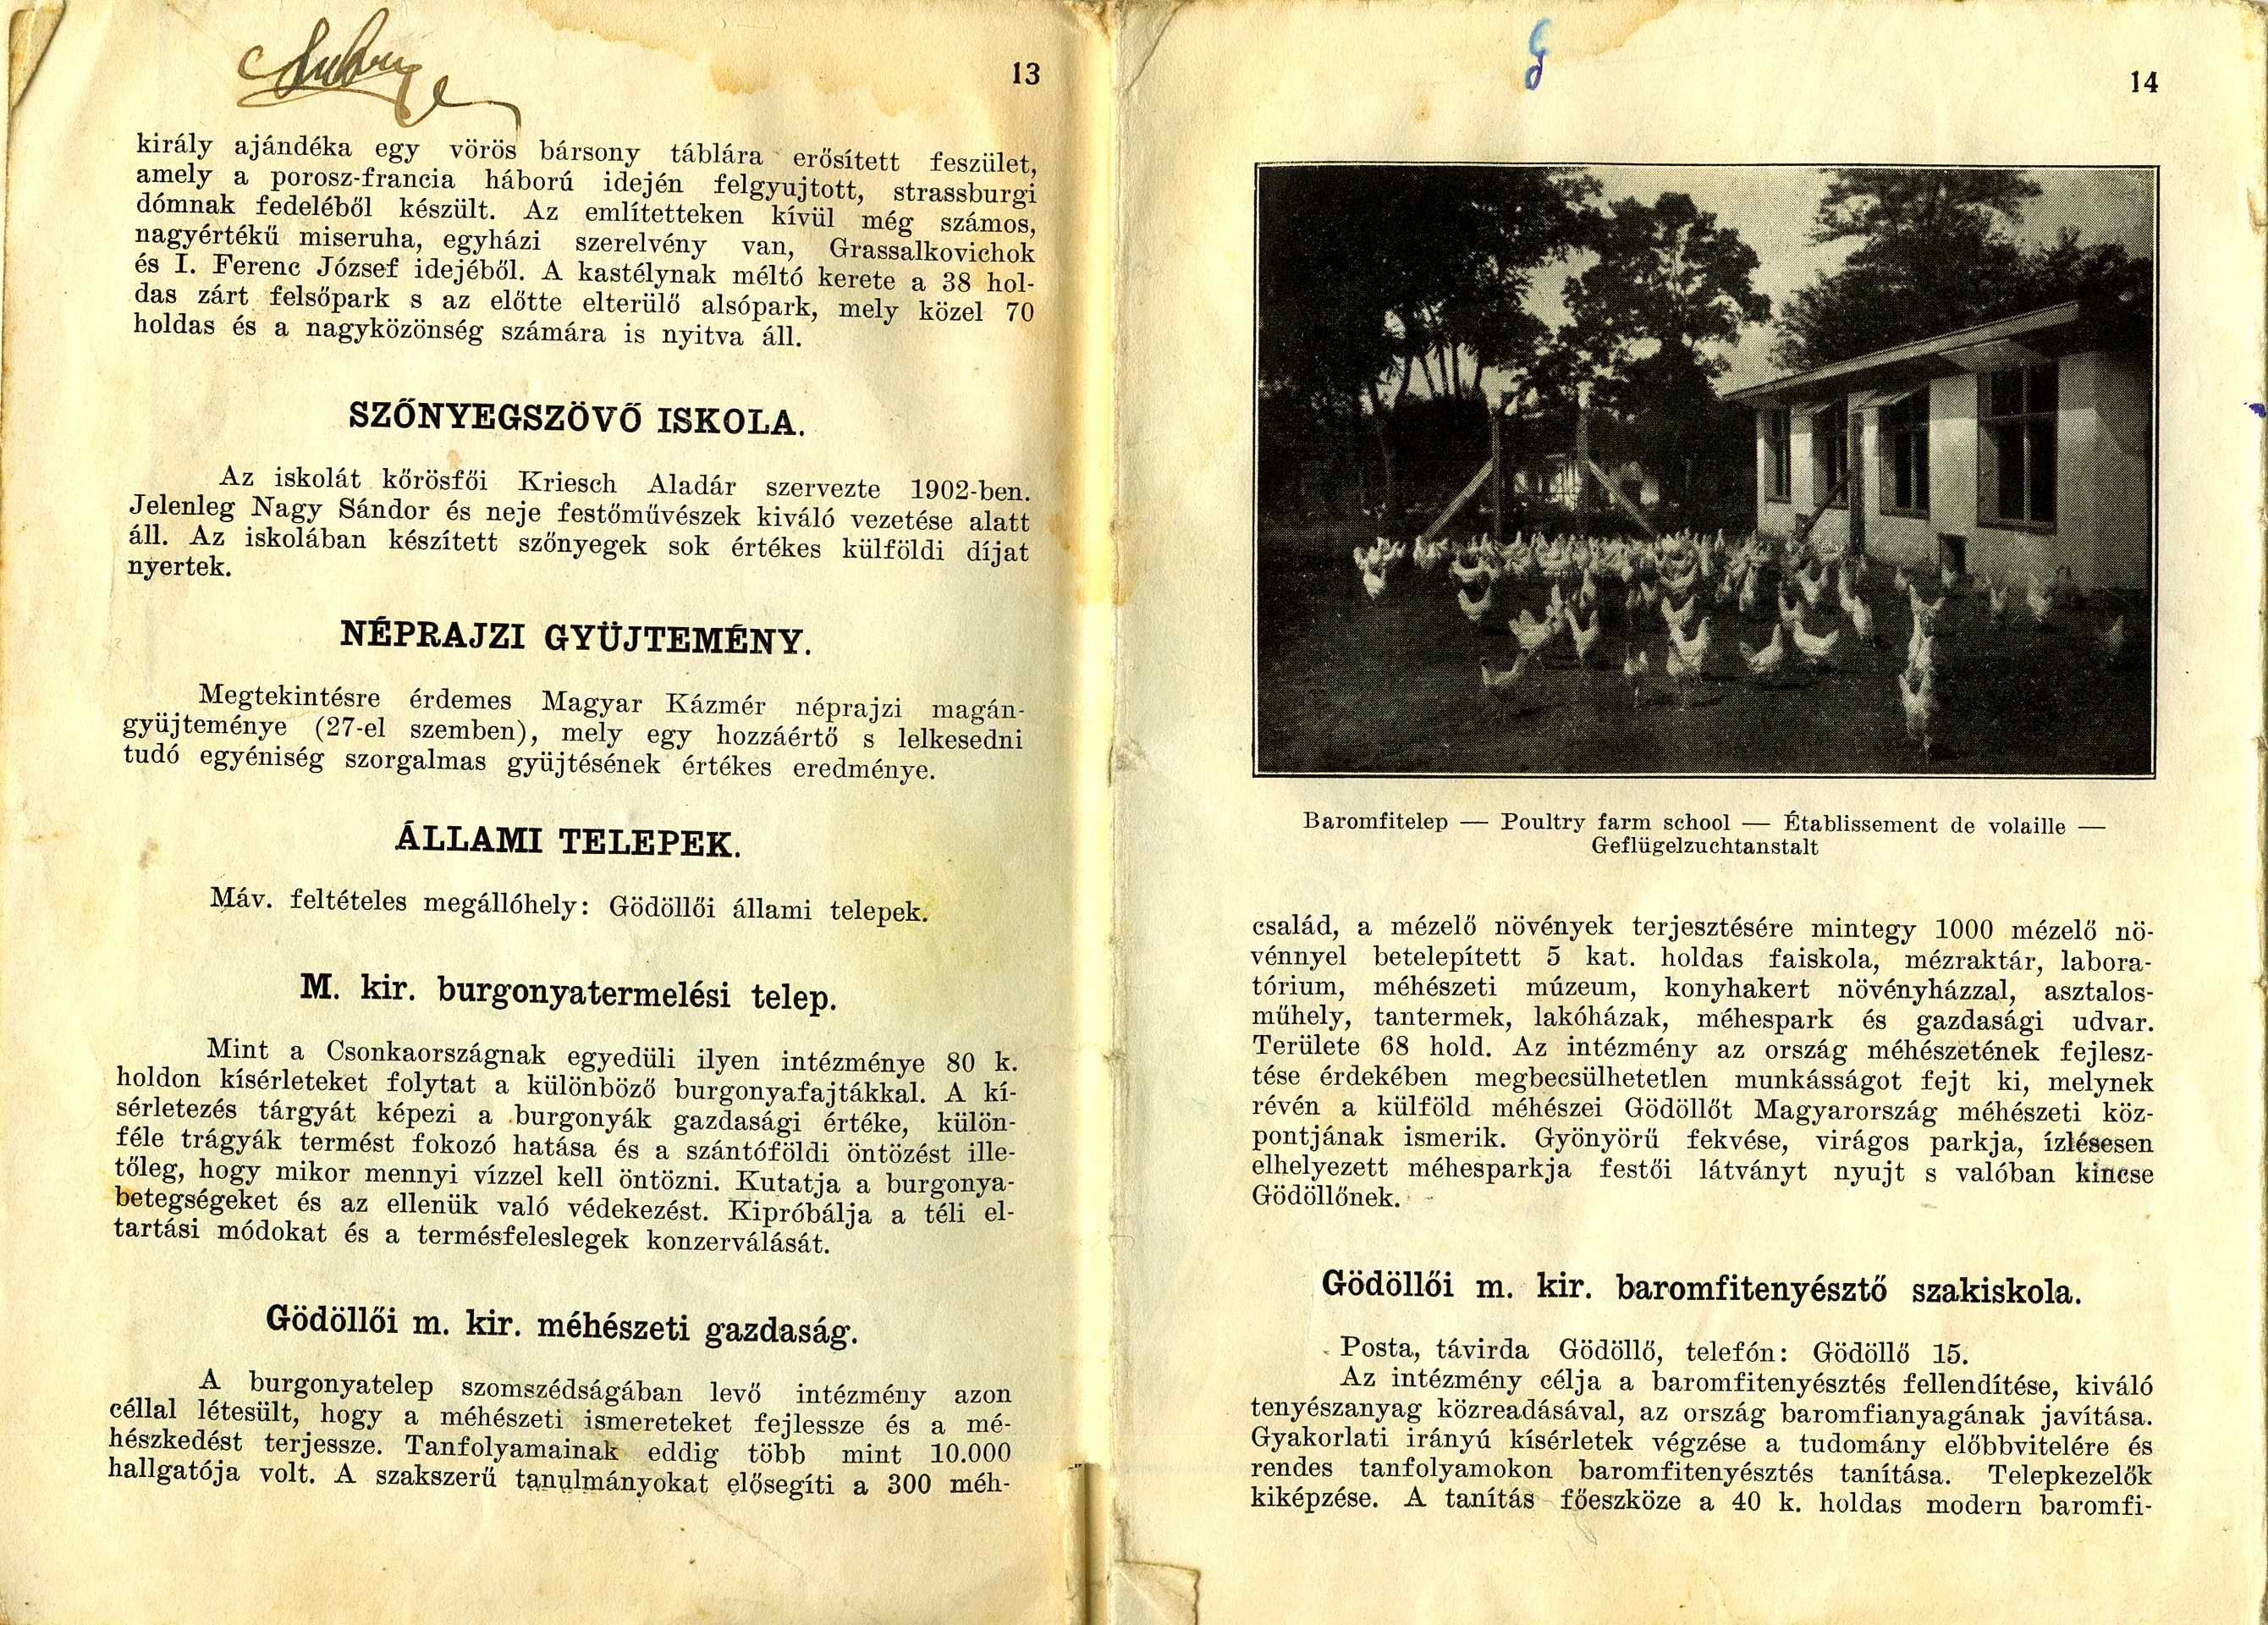 13
király ajándéka egy vörös bársony táblára erősített feszület,
amely a porosz-francia háború idején felgyujtott, strassburgi
dómnak fedeléből készült. Az említetteken kívül még számos,
nagyértékű miseruha, egyházi szerelvény van, Grassalkovichok
és I. Ferenc József idejéből. A kastélynak méltó kerete a 38 hol-
das zárt felsőpark s az előtte elterülő alsópark, mely közel 70
holdas és a nagyközönség számára is nyitva áll.
SZŐNYEGSZÖVŐ ISKOLA.
Az iskolát kőrösfői Kriesch Aladár szervezte 1902-ben.
Jelenleg Nagy Sándor és neje festőművészek kiváló vezetése alatt
áll. Az iskolában készített szőnyegek sok értékes külföldi díjat
nyertek.
NÉPRAJZI GYÜJTEMÉNY.
Megtekintésre érdemes Magyar Kázmér néprajzi magán-
gyüjteménye (27-el szemben), mely egy hozzáértő s lelkesedni
tudó egyéniség szorgalmas gyüjtésének értékes eredménye.
ÁLLAMI TELEPEK.
Máv. feltételes megállóhely: Gödöllői állami telepek.
M. kir. burgonyatermelési telep.
Mint a Csonkaországnak egyedüli ilyen intézménye 80 k.
holdon kísérleteket folytat a különböző burgonyafajtákkal. A kí-
sérletezés tárgyát képezi a burgonyák gazdasági értéke, külön-
féle trágyák termést fokozó hatása és a szántóföldi öntözést ille-
tőleg, hogy mikor mennyi vízzel kell öntözni. Kutatja a burgonya-
betegségeket és az ellenük való védekezést. Kipróbálja a téli el-
tartási módokat és a termésfeleslegek konzerválását.
Gödöllői m. kir. méhészeti gazdaság.
A burgonyatelep szomszédságában levő intézmény azon
céllal létesült, hogy a méhészeti ismereteket fejlessze és a mé-
hészkedést terjessze. Tanfolyamainak eddig több mint 10.000
hallgatója volt. A szakszerű tanulmányokat elősegíti a 300 méh-
14
Baromfitelep — Poultry farm school — Établissement de volaille —
Geflügelzuchtanstalt
család, a mézelő növények terjesztésére mintegy 1000 mézelő nö-
vénnyel betelepített 5 kat. holdas faiskola, mézraktár, labora-
tórium, méhészeti múzeum, konyhakert növényházzal, asztalos-
műhely, tantermek, lakóházak, méhespark és gazdasági udvar.
Területe 68 hold. Az intézmény az ország méhészetének fejlesz-
tése érdekében megbecsülhetetlen munkásságot fejt ki, melynek
révén a külföld méhészei Gödöllőt Magyarország méhészeti köz-
pontjának ismerik. Gyönyörű fekvése, virágos parkja, ízlésesen
elhelyezett méhesparkja festői látványt nyujt s valóban kincse
Gödöllőnek.
Gödöllői m. kir. baromfitenyésztő szakiskola.
Posta, távirda Gödöllő, telefón: Gödöllő 15.
Az intézmény célja a baromfitenyésztés fellendítése, kiváló
tenyészanyag közreadásával, az ország baromfianyagának javítása.
Gyakorlati irányú kísérletek végzése a tudomány előbbvitelére és
rendes tanfolyamokon baromfitenyésztés tanítása. Telepkezelők
kiképzése. A tanítás főeszköze a 40 k. holdas modern baromfi-